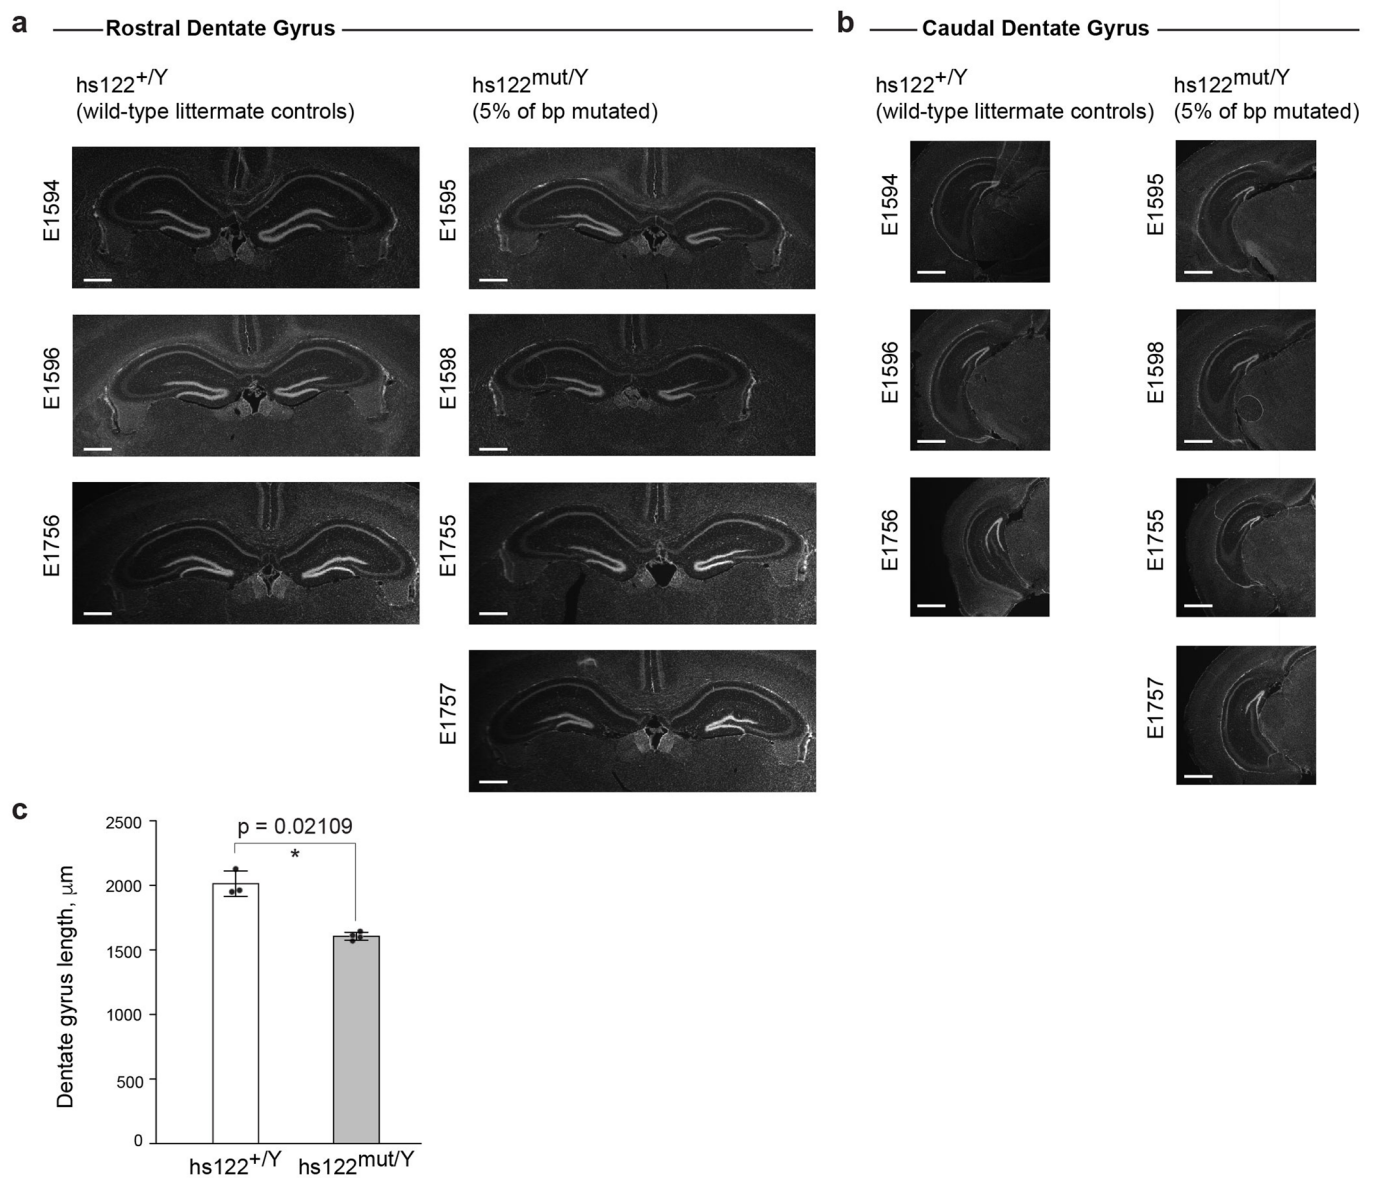 a
Rostral Dentate Gyrus
hs122+/Y
(wild-type littermate controls)
hs122mut/Y
(5% of bp mutated)
E1594
E1595
E1596
E1598
E1756
E1755
E1757
b
Caudal Dentate Gyrus
hs122+/Y
(wild-type littermate controls)
hs122mut/Y
(5% of bp mutated)
E1594
E1595
E1596
E1598
E1756
E1755
E1757
c
Dentate gyrus length, μm
2500
2000
1500
1000
500
0
p = 0.02109
*
hs122+/Y
hs122mut/Y